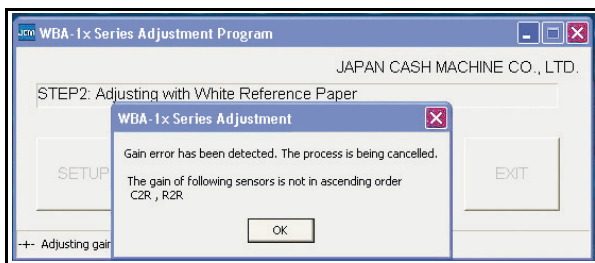 JCM WBA-1x Series Adjustment Program
JAPAN CASH MACHINE CO., LTD.
STEP2: Adjusting with White Reference Paper
WBA-1x Series Adjustment
Gain error has been detected. The process is being cancelled.
The gain of following sensors is not in ascending order
C2R , R2R
SETUP
EXIT
OK
-+- Adjusting gain